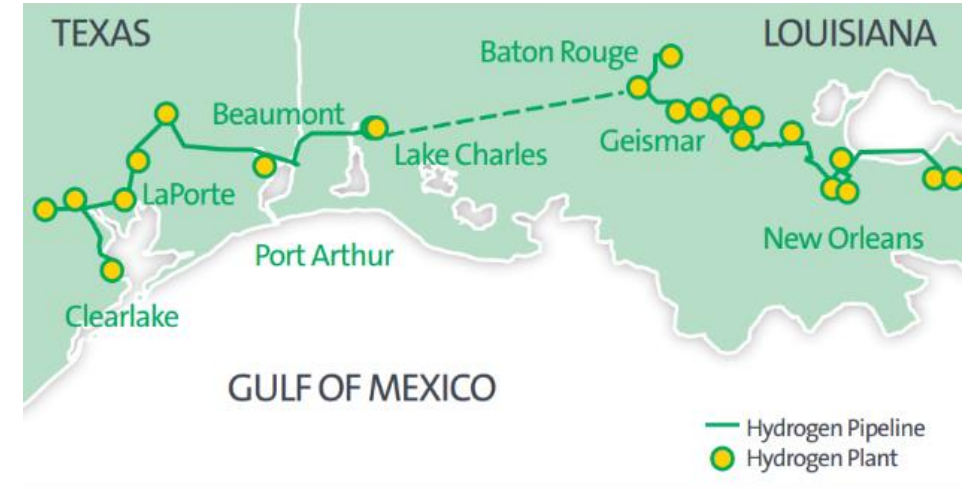 TEXAS
LOUISIANA
Baton Rouge
Beaumont
Lake Charles
Geismar
LaPorte
New Orleans
Port Arthur
Clearlake
GULF OF MEXICO
Hydrogen Pipeline
Hydrogen Plant